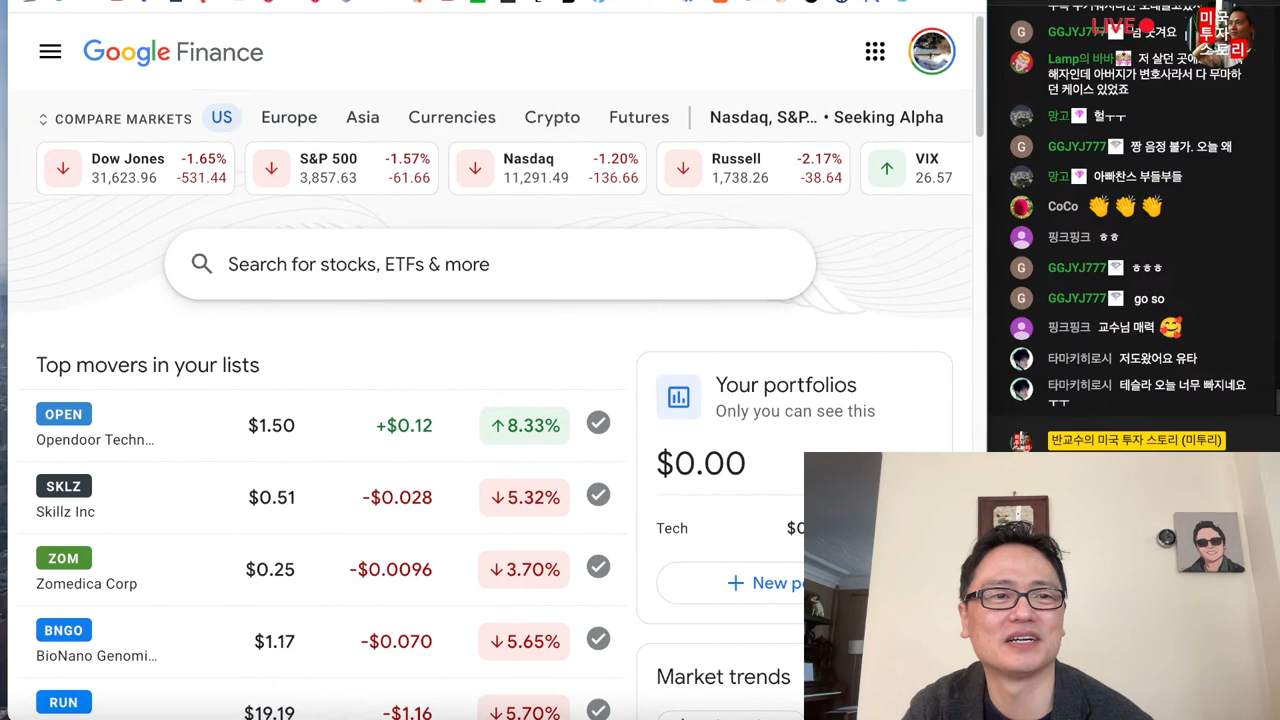 Google Finance
COMPARE MARKETS US Europe Asia Currencies Crypto Futures Nasdaq, S&P... • Seeking Alpha
Dow Jones -1.65%
31,623.96 -531.44
S&P 500 -1.57%
3,857.63 -61.66
Nasdaq -1.20%
11,291.49 -136.66
Russell -2.17%
1,738.26 -38.64
VIX
26.57
Search for stocks, ETFs & more
Top movers in your lists
OPEN
Opendoor Techn...
$1.50 +$0.12 8.33%
SKLZ
Skillz Inc
$0.51 -$0.028 5.32%
ZOM
Zomedica Corp
$0.25 -$0.0096 3.70%
BNGO
BioNano Genomi...
$1.17 -$0.070 5.65%
RUN
$19.19 -$1.16 5.70%
Your portfolios
Only you can see this
$0.00
Tech
+ New
Market trends
LIVE
미국
투자
스토리
G GGJYJ777
Lamp의 바바 저 살던 곳에
해자인데 아버지가 변호사라서 다 무마하
던 케이스 있었죠
망고 헐ㅜㅜ
G GGJYJ777 짱 음정 불가. 오늘 왜
망고 아빠찬스 부들부들
CoCo 👏👏👏
핑크핑크 ㅎㅎ
G GGJYJ777 ㅎㅎㅎ
G GGJYJ777 go so
핑크핑크 교수님 매력 🥰
타마키히로시 저도왔어요 유타
타마키히로시 테슬라 오늘 너무 빠지네요
ㅜㅜ
반교수의 미국 투자 스토리 (미투리)